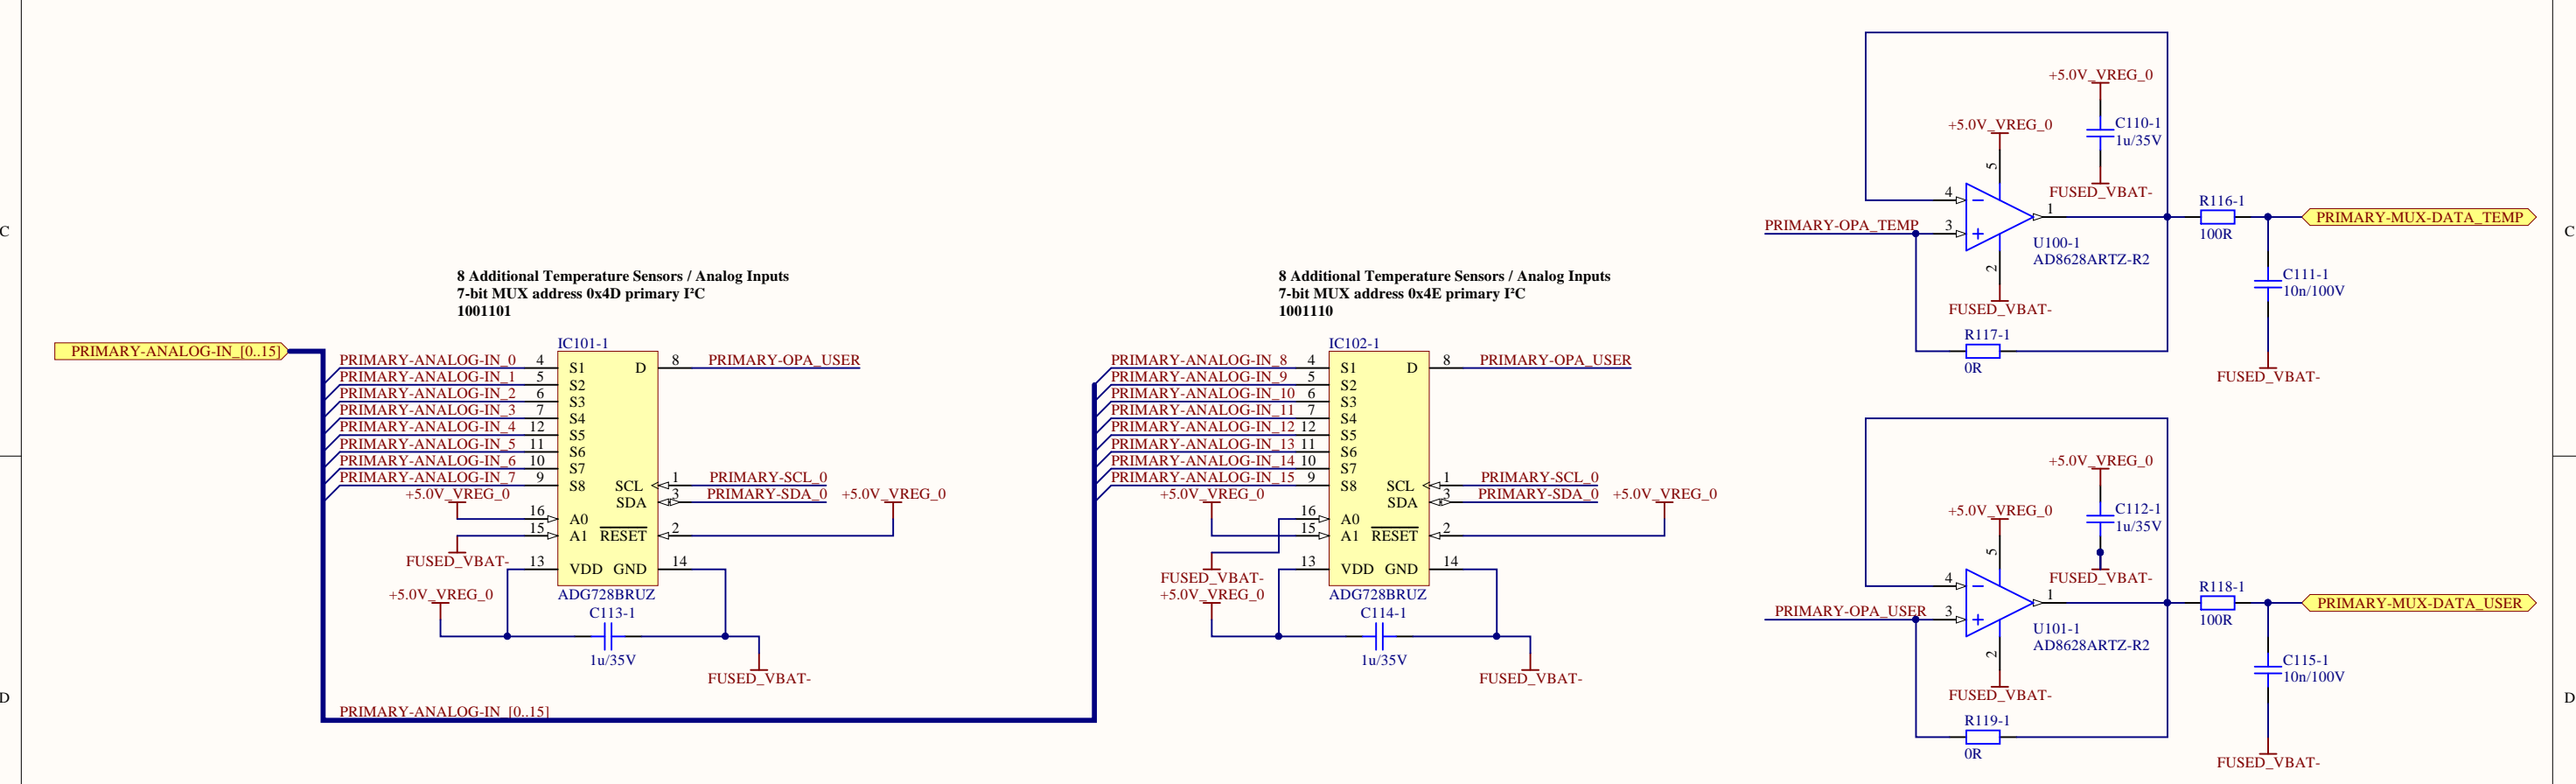 C
D
PRIMARY-ANALOG-IN_[0..15]
8 Additional Temperature Sensors / Analog Inputs
7-bit MUX address 0x4D primary I²C
1001101
IC101-1
PRIMARY-ANALOG-IN_0 4 S1
PRIMARY-ANALOG-IN_1 5 S2
PRIMARY-ANALOG-IN_2 6 S3
PRIMARY-ANALOG-IN_3 7 S4
PRIMARY-ANALOG-IN_4 12 S5
PRIMARY-ANALOG-IN_5 11 S6
PRIMARY-ANALOG-IN_6 10 S7
PRIMARY-ANALOG-IN_7 9 S8
D 8 PRIMARY-OPA_USER
SCL 1 PRIMARY-SCL_0
SDA 3 PRIMARY-SDA_0
+5.0V_VREG_0
+5.0V_VREG_0
16 A0
15 A1
RESET 2
FUSED_VBAT-
13 VDD GND 14
+5.0V_VREG_0
ADG728BRUZ
C113-1
1u/35V
FUSED_VBAT-
PRIMARY-ANALOG-IN_[0..15]
8 Additional Temperature Sensors / Analog Inputs
7-bit MUX address 0x4E primary I²C
1001110
IC102-1
PRIMARY-ANALOG-IN_8 4 S1
PRIMARY-ANALOG-IN_9 5 S2
PRIMARY-ANALOG-IN_10 6 S3
PRIMARY-ANALOG-IN_11 7 S4
PRIMARY-ANALOG-IN_12 12 S5
PRIMARY-ANALOG-IN_13 11 S6
PRIMARY-ANALOG-IN_14 10 S7
PRIMARY-ANALOG-IN_15 9 S8
D 8 PRIMARY-OPA_USER
SCL 1 PRIMARY-SCL_0
SDA 3 PRIMARY-SDA_0
+5.0V_VREG_0
+5.0V_VREG_0
16 A0
15 A1
RESET 2
13 VDD GND 14
FUSED_VBAT-
+5.0V_VREG_0
ADG728BRUZ
C114-1
1u/35V
FUSED_VBAT-
+5.0V_VREG_0
C110-1
1u/35V
FUSED_VBAT-
+5.0V_VREG_0
5
4
PRIMARY-OPA_TEMP 3
1
2
U100-1
AD8628ARTZ-R2
FUSED_VBAT-
R117-1
0R
R116-1
100R
PRIMARY-MUX-DATA_TEMP
C111-1
10n/100V
FUSED_VBAT-
+5.0V_VREG_0
C112-1
1u/35V
FUSED_VBAT-
+5.0V_VREG_0
5
4
PRIMARY-OPA_USER 3
1
2
U101-1
AD8628ARTZ-R2
FUSED_VBAT-
R119-1
0R
R118-1
100R
PRIMARY-MUX-DATA_USER
C115-1
10n/100V
FUSED_VBAT-
C
D